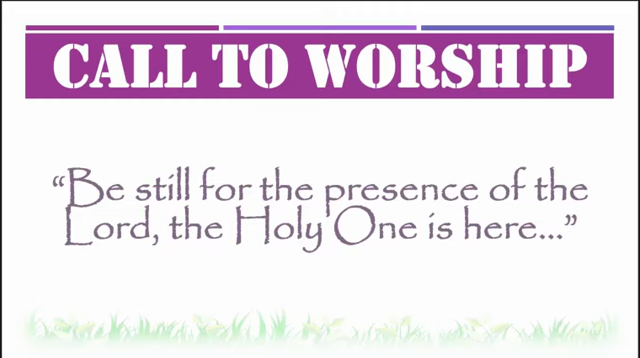 CALL TO WORSHIP
“Be still for the presence of the
Lord, the Holy One is here...”